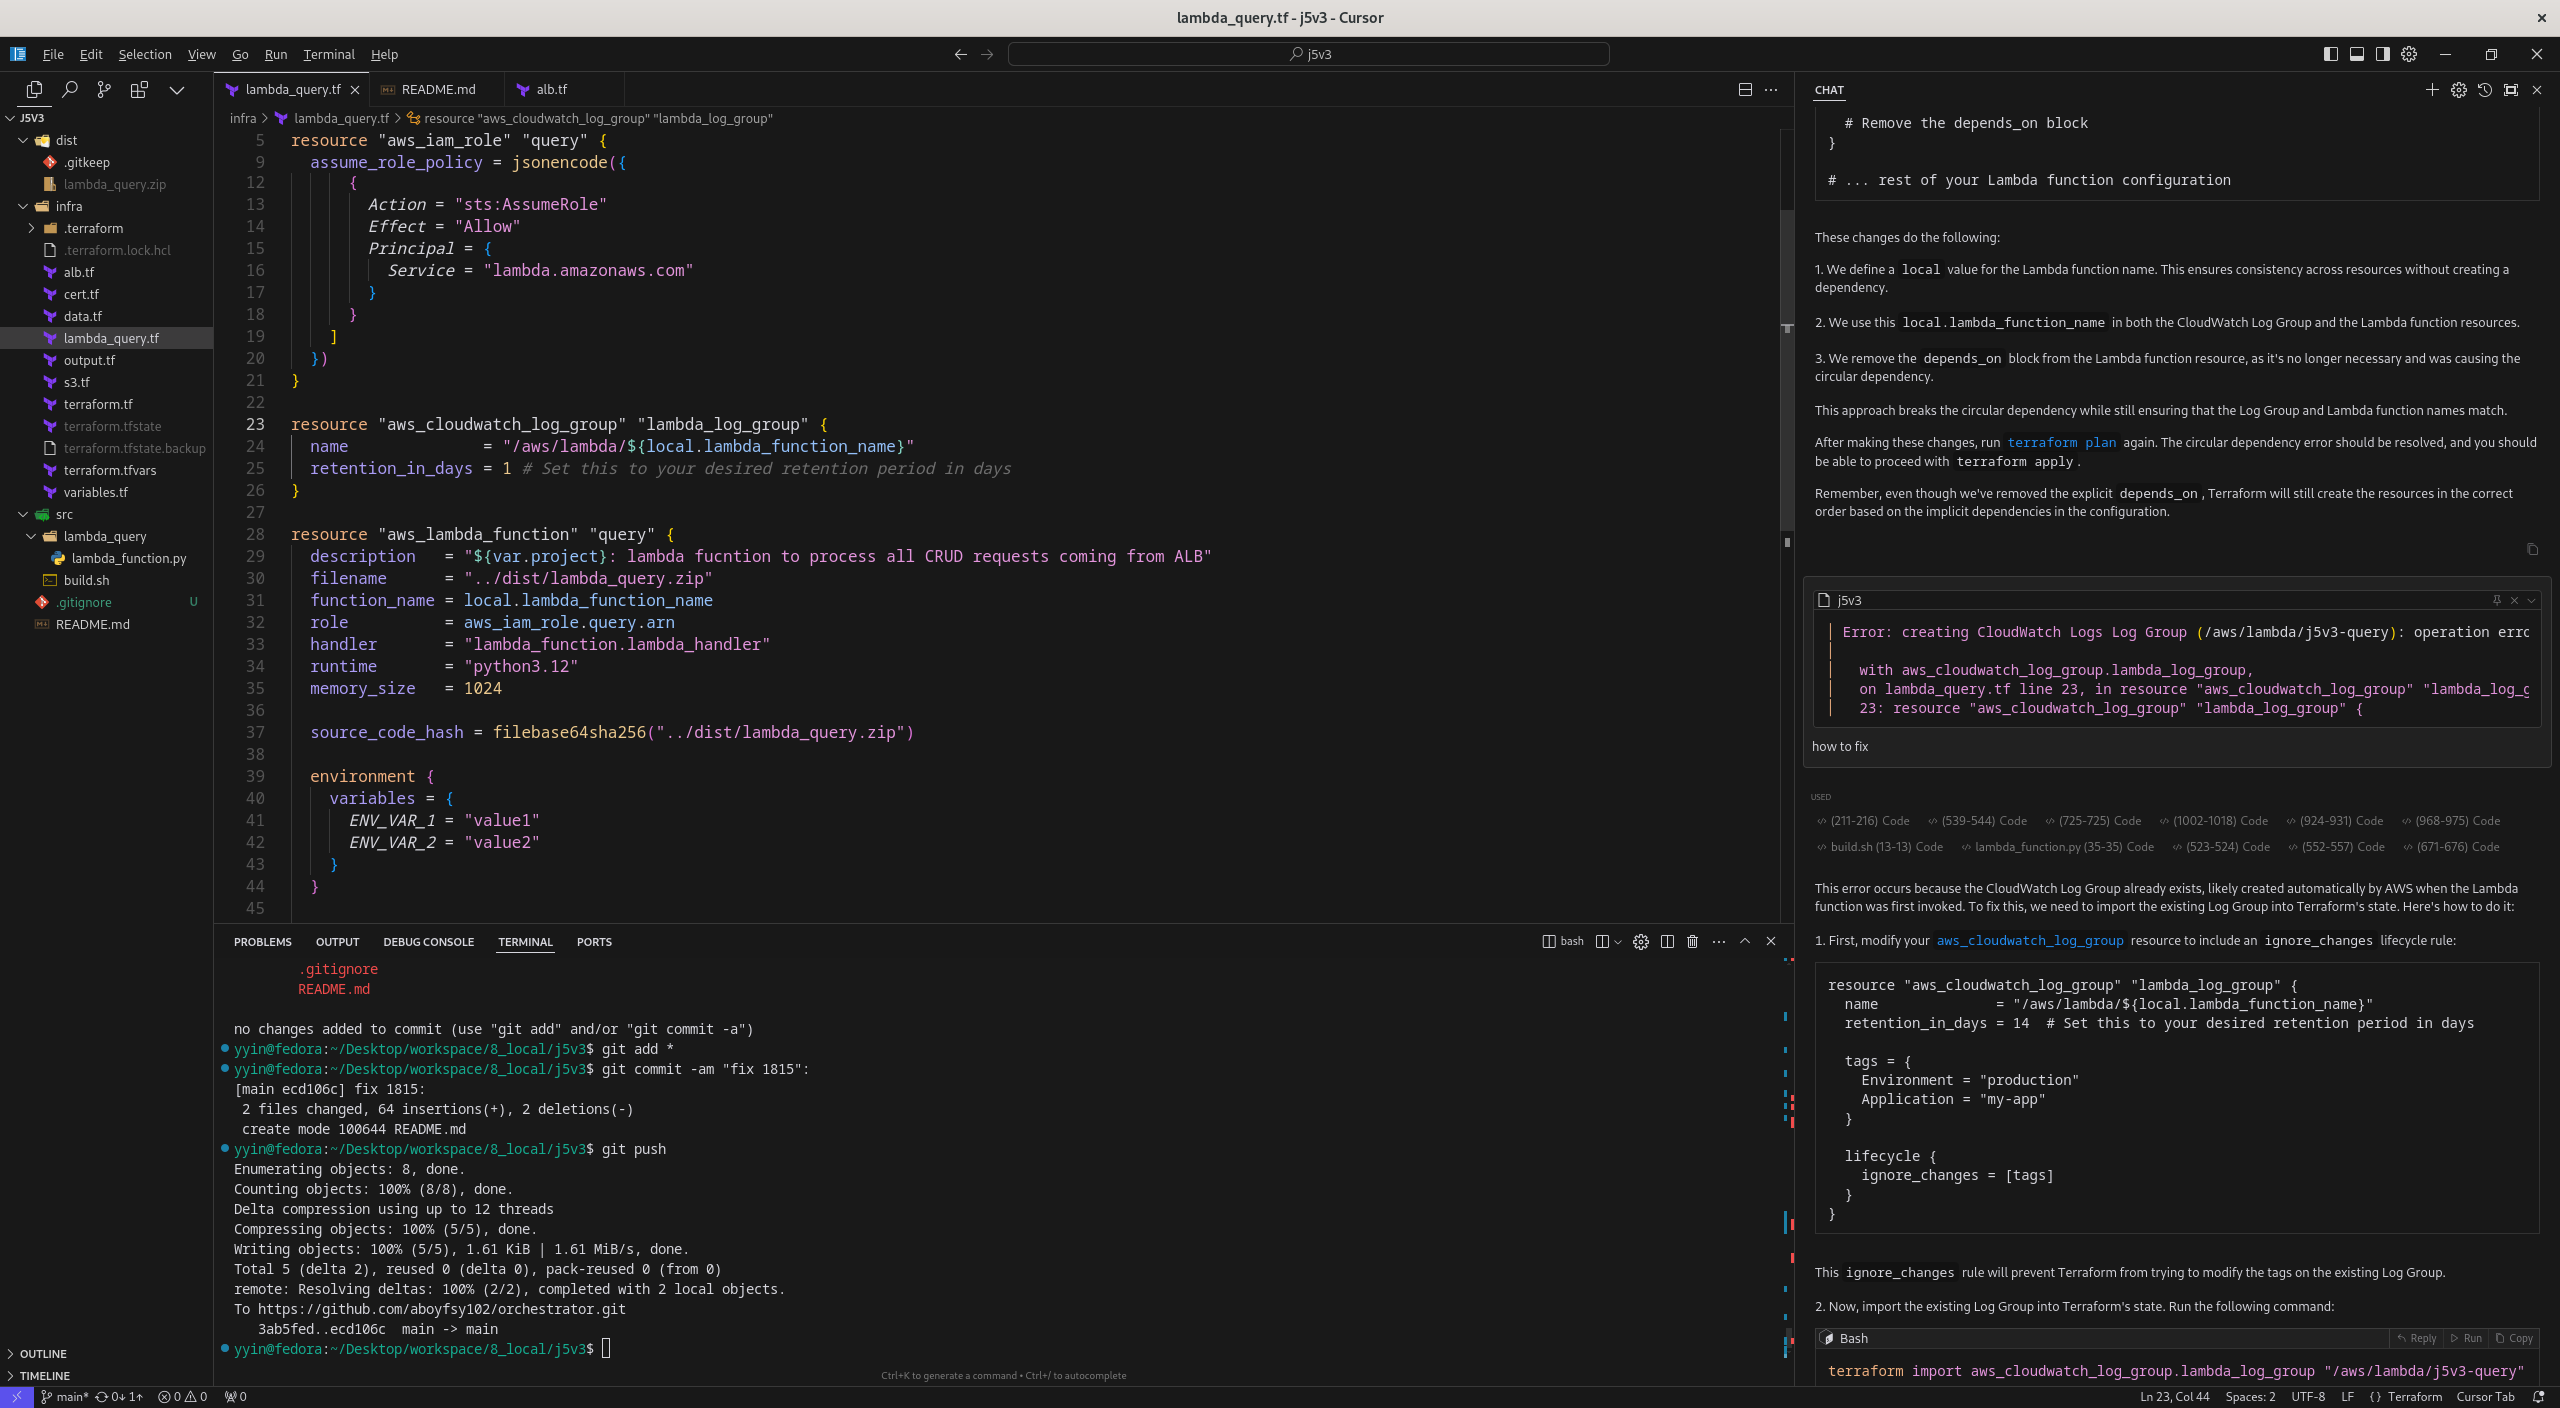 lambda_query.tf - j5v3 - Cursor
File Edit Selection View Go Run Terminal Help
j5v3
J5V3
dist
.gitkeep
lambda_query.zip
infra
.terraform
.terraform.lock.hcl
alb.tf
cert.tf
data.tf
lambda_query.tf
output.tf
s3.tf
terraform.tf
terraform.tfstate
terraform.tfstate.backup
terraform.tfvars
variables.tf
src
lambda_query
lambda_function.py
build.sh
.gitignore U
README.md
OUTLINE
TIMELINE
lambda_query.tf README.md alb.tf
infra > lambda_query.tf > resource "aws_cloudwatch_log_group" "lambda_log_group"
5 resource "aws_iam_role" "query" {
9 assume_role_policy = jsonencode({
12 {
13 Action = "sts:AssumeRole"
14 Effect = "Allow"
15 Principal = {
16 Service = "lambda.amazonaws.com"
17 }
18 }
19 ]
20 })
21 }
22
23 resource "aws_cloudwatch_log_group" "lambda_log_group" {
24 name = "/aws/lambda/${local.lambda_function_name}"
25 retention_in_days = 1 # Set this to your desired retention period in days
26 }
27
28 resource "aws_lambda_function" "query" {
29 description = "${var.project}: lambda fucntion to process all CRUD requests coming from ALB"
30 filename = "../dist/lambda_query.zip"
31 function_name = local.lambda_function_name
32 role = aws_iam_role.query.arn
33 handler = "lambda_function.lambda_handler"
34 runtime = "python3.12"
35 memory_size = 1024
36
37 source_code_hash = filebase64sha256("../dist/lambda_query.zip")
38
39 environment {
40 variables = {
41 ENV_VAR_1 = "value1"
42 ENV_VAR_2 = "value2"
43 }
44 }
45
PROBLEMS OUTPUT DEBUG CONSOLE TERMINAL PORTS
bash
.gitignore
README.md
no changes added to commit (use "git add" and/or "git commit -a")
yyin@fedora:~/Desktop/workspace/8_local/j5v3$ git add *
yyin@fedora:~/Desktop/workspace/8_local/j5v3$ git commit -am "fix 1815":
[main ecd106c] fix 1815:
2 files changed, 64 insertions(+), 2 deletions(-)
create mode 100644 README.md
yyin@fedora:~/Desktop/workspace/8_local/j5v3$ git push
Enumerating objects: 8, done.
Counting objects: 100% (8/8), done.
Delta compression using up to 12 threads
Compressing objects: 100% (5/5), done.
Writing objects: 100% (5/5), 1.61 KiB | 1.61 MiB/s, done.
Total 5 (delta 2), reused 0 (delta 0), pack-reused 0 (from 0)
remote: Resolving deltas: 100% (2/2), completed with 2 local objects.
To https://github.com/aboyfsy102/orchestrator.git
3ab5fed..ecd106c main -> main
yyin@fedora:~/Desktop/workspace/8_local/j5v3$
Ctrl+K to generate a command • Ctrl+/ to autocomplete
CHAT
# Remove the depends_on block
}
# ... rest of your Lambda function configuration
These changes do the following:
1. We define a local value for the Lambda function name. This ensures consistency across resources without creating a
dependency.
2. We use this local.lambda_function_name in both the CloudWatch Log Group and the Lambda function resources.
3. We remove the depends_on block from the Lambda function resource, as it's no longer necessary and was causing the
circular dependency.
This approach breaks the circular dependency while still ensuring that the Log Group and Lambda function names match.
After making these changes, run terraform plan again. The circular dependency error should be resolved, and you should
be able to proceed with terraform apply.
Remember, even though we've removed the explicit depends_on, Terraform will still create the resources in the correct
order based on the implicit dependencies in the configuration.
j5v3
Error: creating CloudWatch Logs Log Group (/aws/lambda/j5v3-query): operation erro
with aws_cloudwatch_log_group.lambda_log_group,
on lambda_query.tf line 23, in resource "aws_cloudwatch_log_group" "lambda_log_g
23: resource "aws_cloudwatch_log_group" "lambda_log_group" {
how to fix
USED
(211-216) Code (539-544) Code (725-725) Code (1002-1018) Code (924-931) Code (968-975) Code
build.sh (13-13) Code lambda_function.py (35-35) Code (523-524) Code (552-557) Code (671-676) Code
This error occurs because the CloudWatch Log Group already exists, likely created automatically by AWS when the Lambda
function was first invoked. To fix this, we need to import the existing Log Group into Terraform's state. Here's how to do it:
1. First, modify your aws_cloudwatch_log_group resource to include an ignore_changes lifecycle rule:
resource "aws_cloudwatch_log_group" "lambda_log_group" {
name = "/aws/lambda/${local.lambda_function_name}"
retention_in_days = 14 # Set this to your desired retention period in days
tags = {
Environment = "production"
Application = "my-app"
}
lifecycle {
ignore_changes = [tags]
}
}
This ignore_changes rule will prevent Terraform from trying to modify the tags on the existing Log Group.
2. Now, import the existing Log Group into Terraform's state. Run the following command:
Bash Reply Run Copy
terraform import aws_cloudwatch_log_group.lambda_log_group "/aws/lambda/j5v3-query"
main* 0↓ 1↑ 0 0 0 Ln 23, Col 44 Spaces: 2 UTF-8 LF {} Terraform Cursor Tab